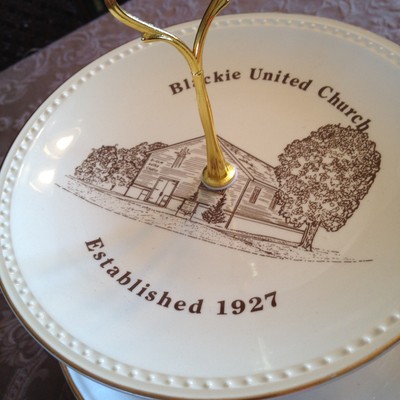 Blackie United Church
Established 1927